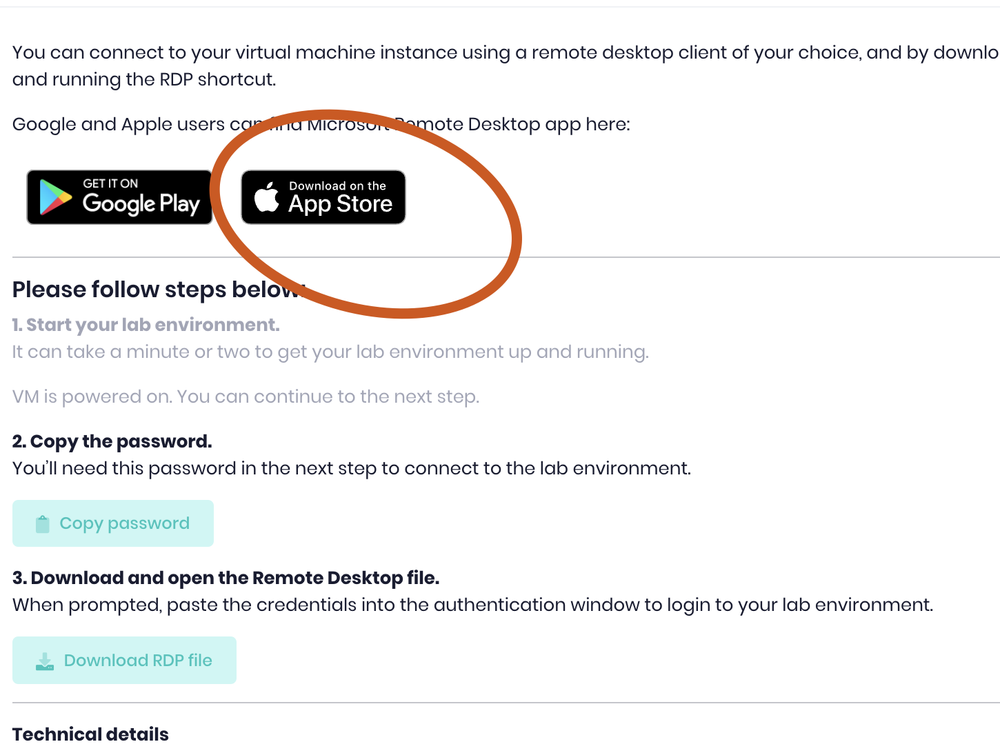 You can connect to your virtual machine instance using a remote desktop client of your choice, and by downlo
and running the RDP shortcut.
Google and Apple users can find Microsoft Remote Desktop app here:
GET IT ON
Google Play
Download on the
App Store
Please follow steps below:
1. Start your lab environment.
It can take a minute or two to get your lab environment up and running.
VM is powered on. You can continue to the next step.
2. Copy the password.
You’ll need this password in the next step to connect to the lab environment.
Copy password
3. Download and open the Remote Desktop file.
When prompted, paste the credentials into the authentication window to login to your lab environment.
Download RDP file
Technical details